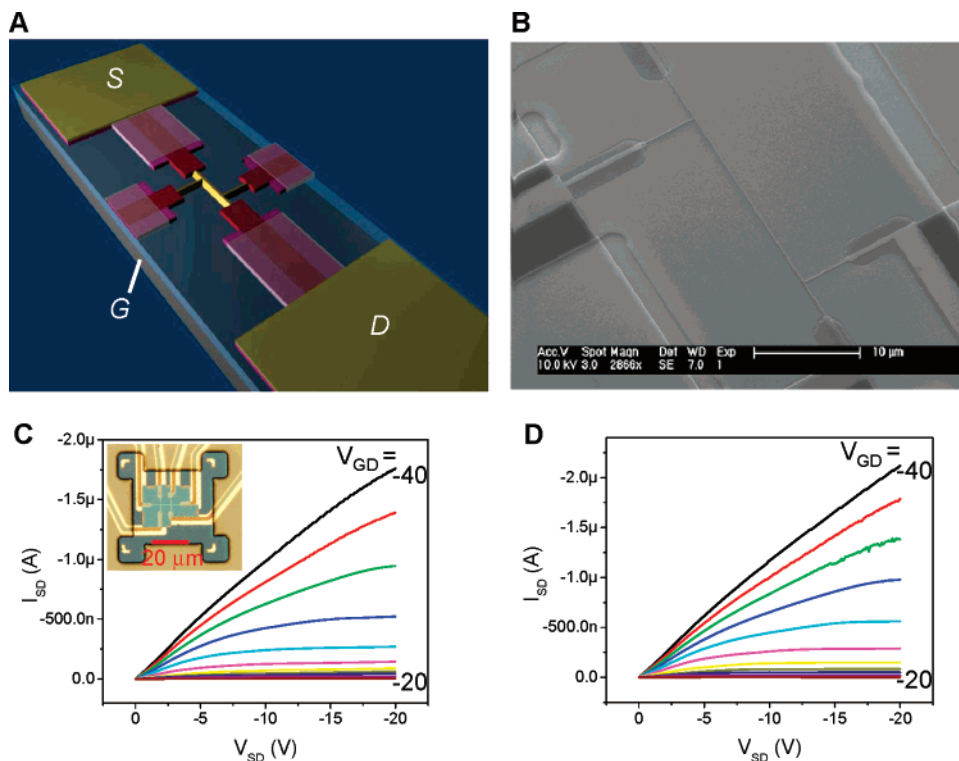 A
B
S
G
D
Acc.V Spot Magn Det WD Exp
10.0 kV 3.0 2866x SE 7.0 1
10 µm
C
-2.0µ
-1.5µ
-1.0µ
-500.0n
0.0
I_SD (A)
20 µm
V_GD =
-40
-20
0 -5 -10 -15 -20
V_SD (V)
D
-2.0µ
-1.5µ
-1.0µ
-500.0n
0.0
I_SD (A)
V_GD =
-40
-20
0 -5 -10 -15 -20
V_SD (V)